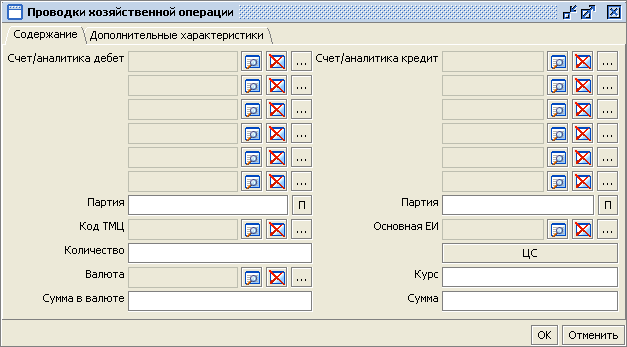 Проводки хозяйственной операции
Содержание Дополнительные характеристики
Счет/аналитика дебет ... Счет/аналитика кредит ...
... ...
... ...
... ...
... ...
... ...
Партия П Партия П
Код ТМЦ ... Основная ЕИ ...
Количество ЦС
Валюта ... Курс
Сумма в валюте Сумма
OK Отменить